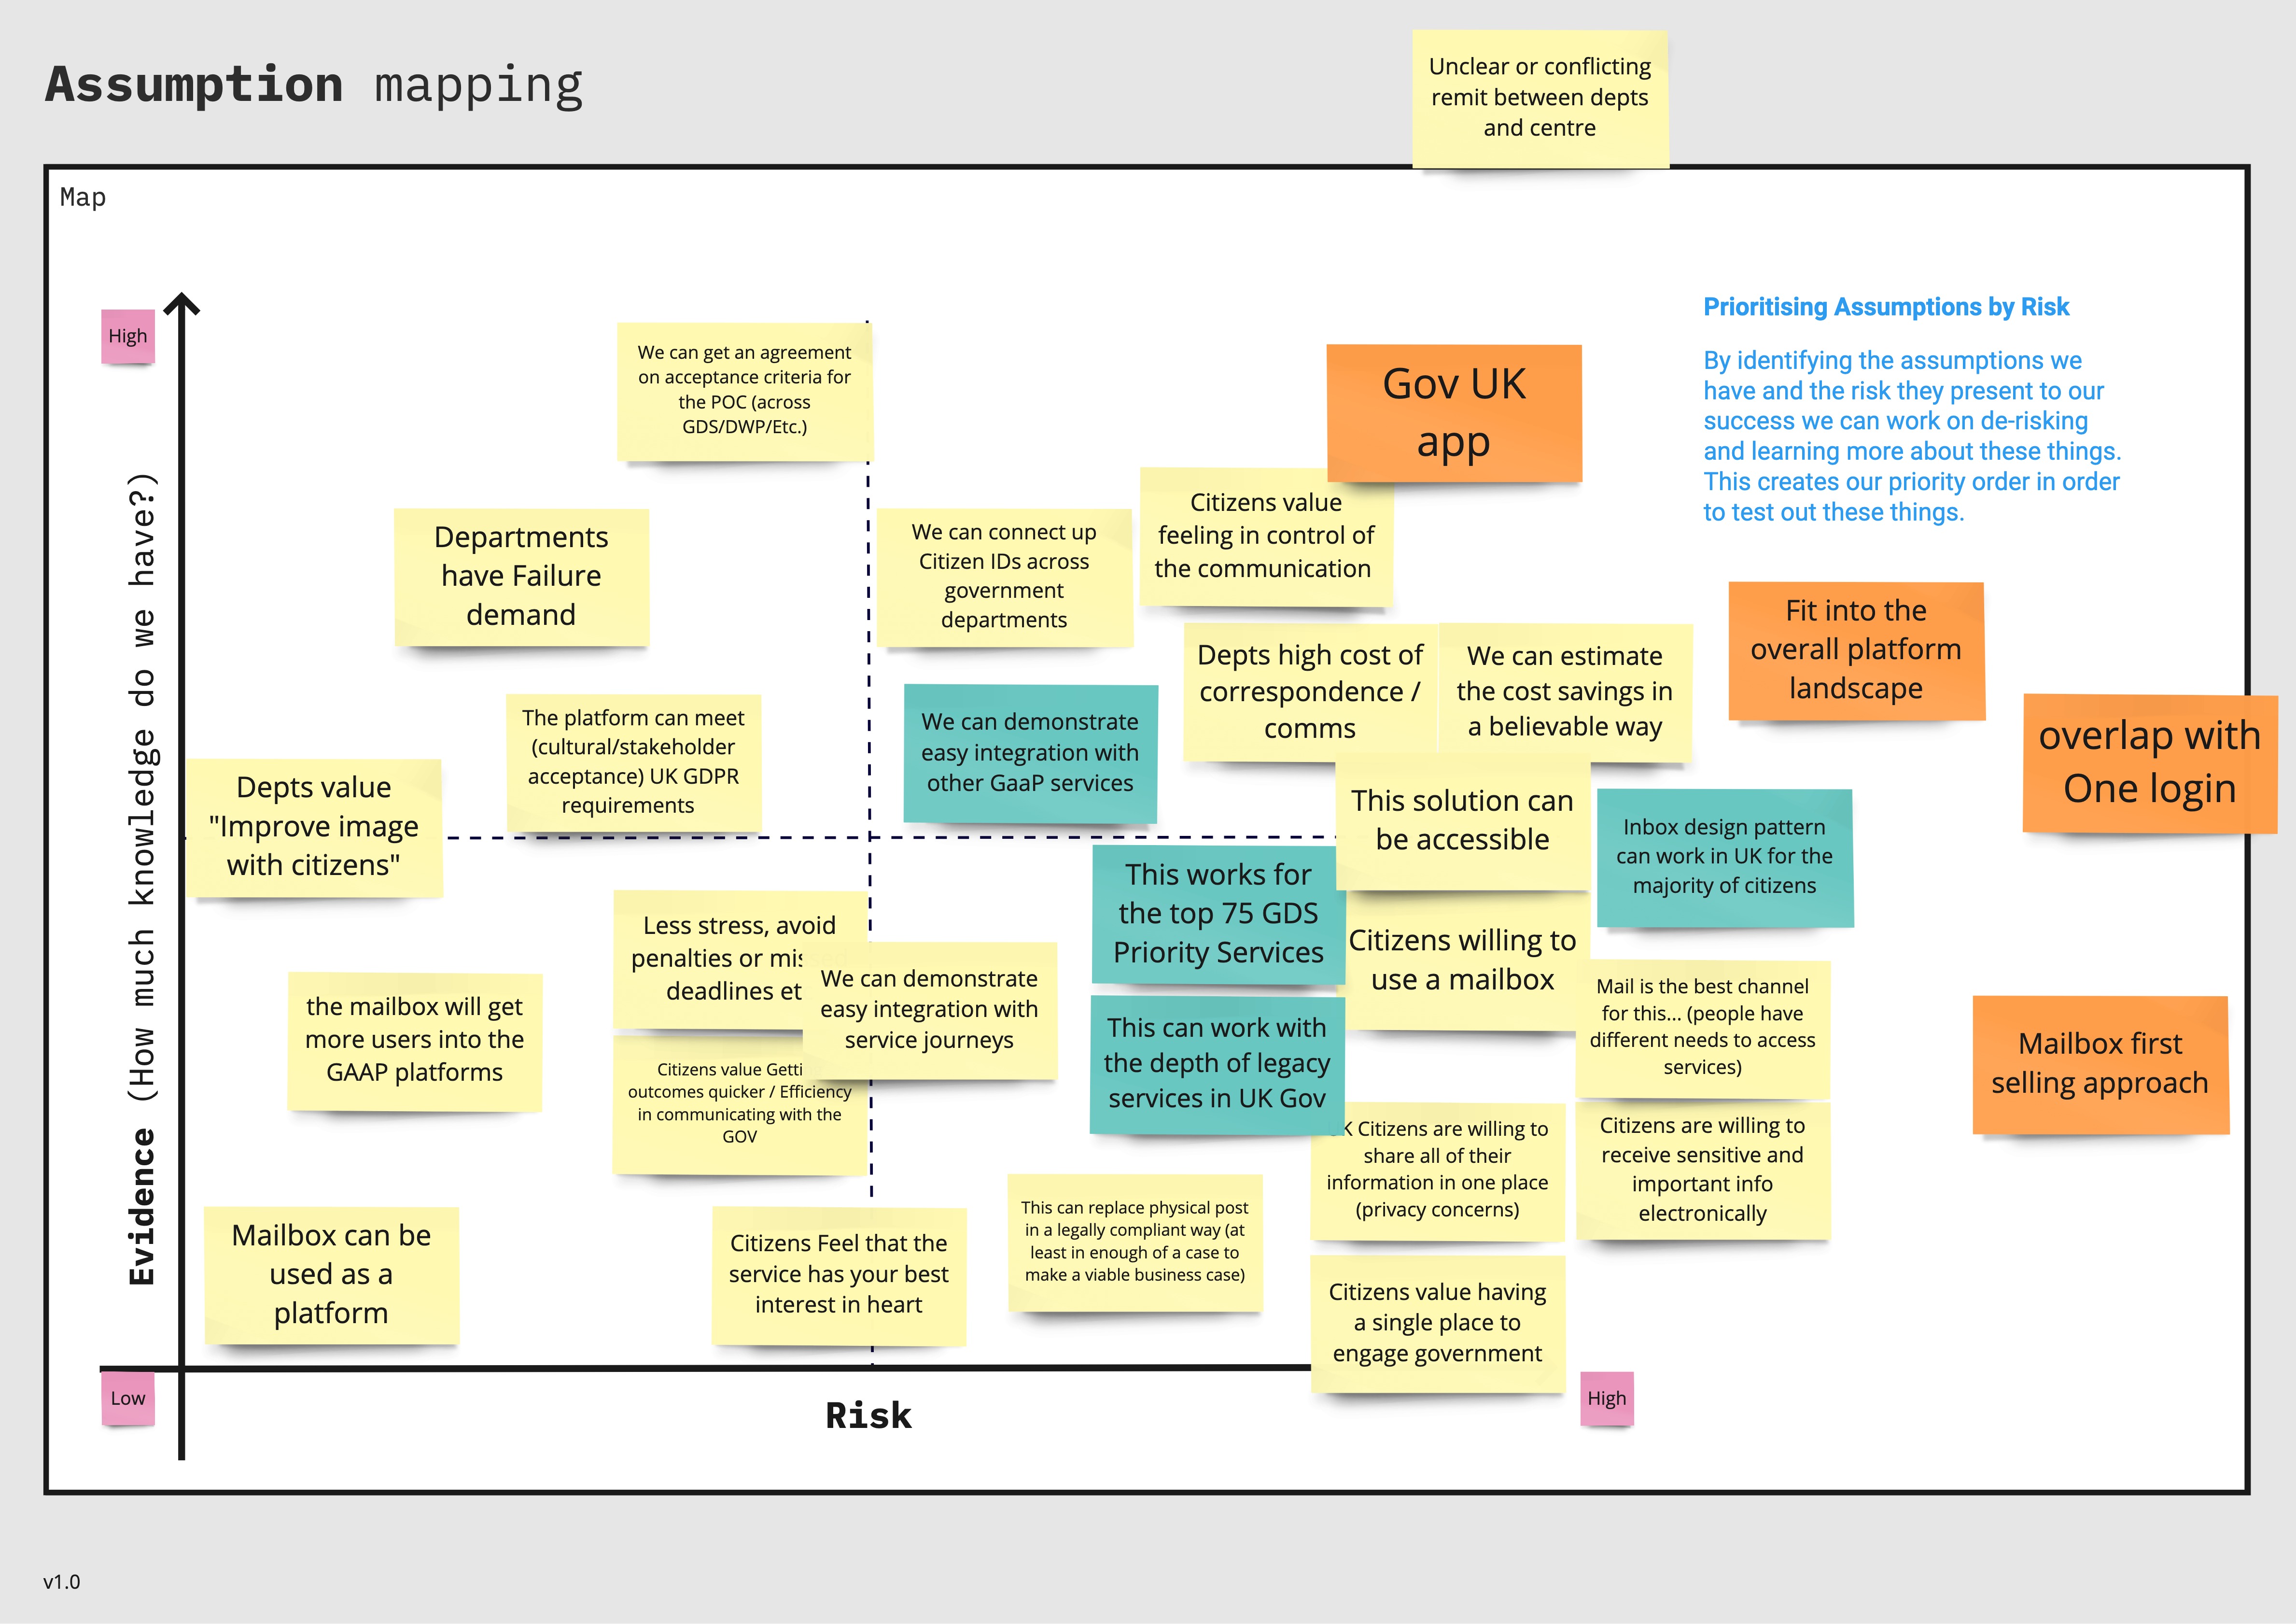 Assumption mapping
Unclear or conflicting
remit between depts
and centre
Map
High
We can get an agreement
on acceptance criteria for
the POC (across
GDS/DWP/Etc.)
Gov UK
app
Prioritising Assumptions by Risk
By identifying the assumptions we
have and the risk they present to our
success we can work on de-risking
and learning more about these things.
This creates our priority order in order
to test out these things.
Departments
have Failure
demand
We can connect up
Citizen IDs across
government
departments
Citizens value
feeling in control of
the communication
Fit into the
overall platform
landscape
Depts high cost of
correspondence /
comms
We can estimate
the cost savings in
a believable way
overlap with
One login
The platform can meet
(cultural/stakeholder
acceptance) UK GDPR
requirements
We can demonstrate
easy integration with
other GaaP services
Depts value
"Improve image
with citizens"
This solution can
be accessible
Inbox design pattern
can work in UK for the
majority of citizens
This works for
the top 75 GDS
Priority Services
Less stress, avoid
penalties or
deadlines
We can demonstrate
easy integration with
service journeys
Citizens willing to
use a mailbox
Mail is the best channel
for this... (people have
different needs to access
services)
the mailbox will get
more users into the
GAAP platforms
Mailbox first
selling approach
This can work with
the depth of legacy
services in UK Gov
Citizens value
outcomes quicker / Efficiency
in communicating with the
GOV
Citizens are willing to
share all of their
information in one place
(privacy concerns)
Citizens are willing to
receive sensitive and
important info
electronically
Mailbox can be
used as a
platform
Citizens Feel that the
service has your best
interest in heart
This can replace physical post
in a legally compliant way (at
least in enough of a case to
make a viable business case)
Citizens value having
a single place to
engage government
Evidence (How much knowledge do we have?)
Low
Risk
High
v1.0